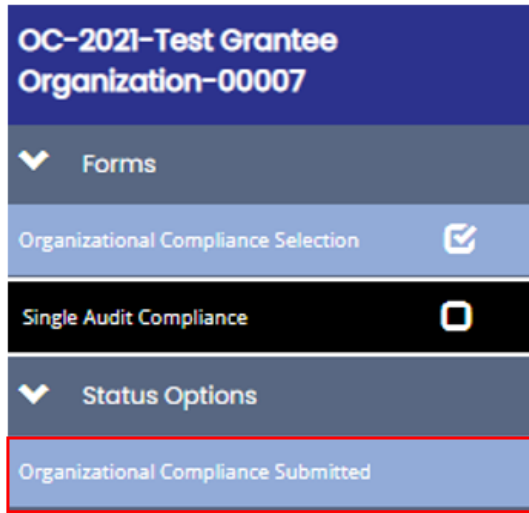 OC-2021-Test Grantee
Organization-00007
Forms
Organizational Compliance Selection
Single Audit Compliance
Status Options
Organizational Compliance Submitted